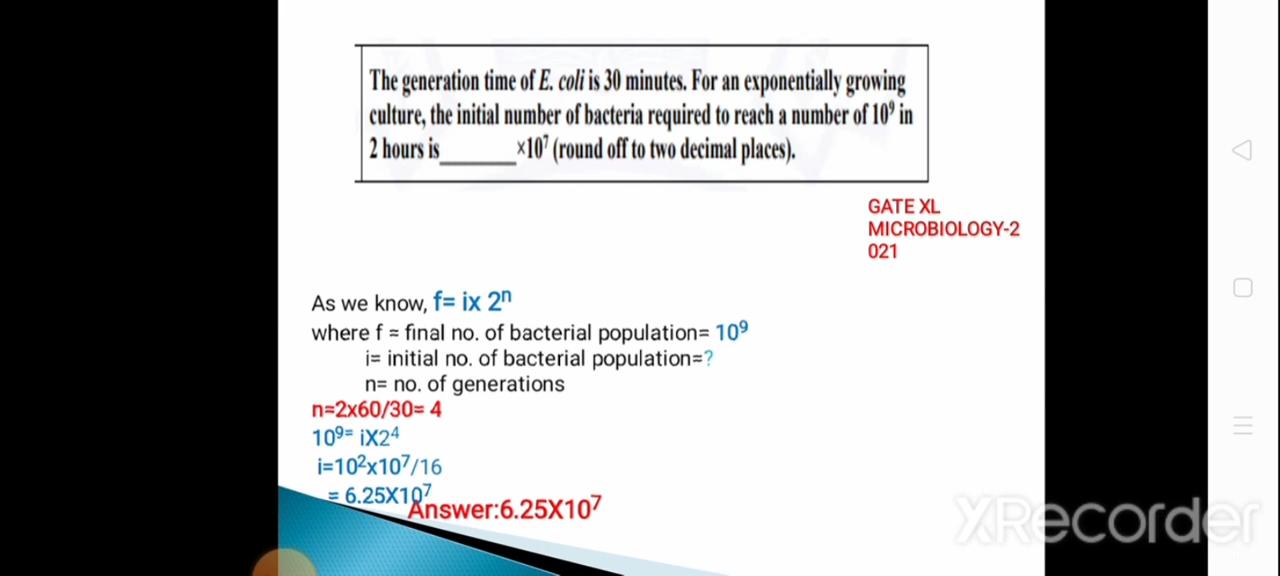 The generation time of E. coli is 30 minutes. For an exponentially growing
culture, the initial number of bacteria required to reach a number of 10⁹ in
2 hours is______×10⁷ (round off to two decimal places).
GATE XL
MICROBIOLOGY-2
021
As we know, f= ix 2ⁿ
where f = final no. of bacterial population= 10⁹
i= initial no. of bacterial population=?
n= no. of generations
n=2x60/30= 4
10⁹= iX2⁴
i=10²x10⁷/16
= 6.25X10⁷
Answer:6.25X10⁷
XRecorder